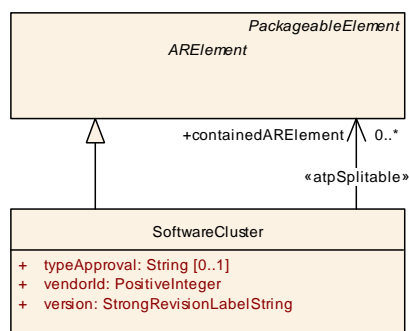 PackageableElement
ARElement
+containedARElement 0..*
«atpSplitable»
SoftwareCluster
+ typeApproval: String [0..1]
+ vendorId: PositiveInteger
+ version: StrongRevisionLabelString